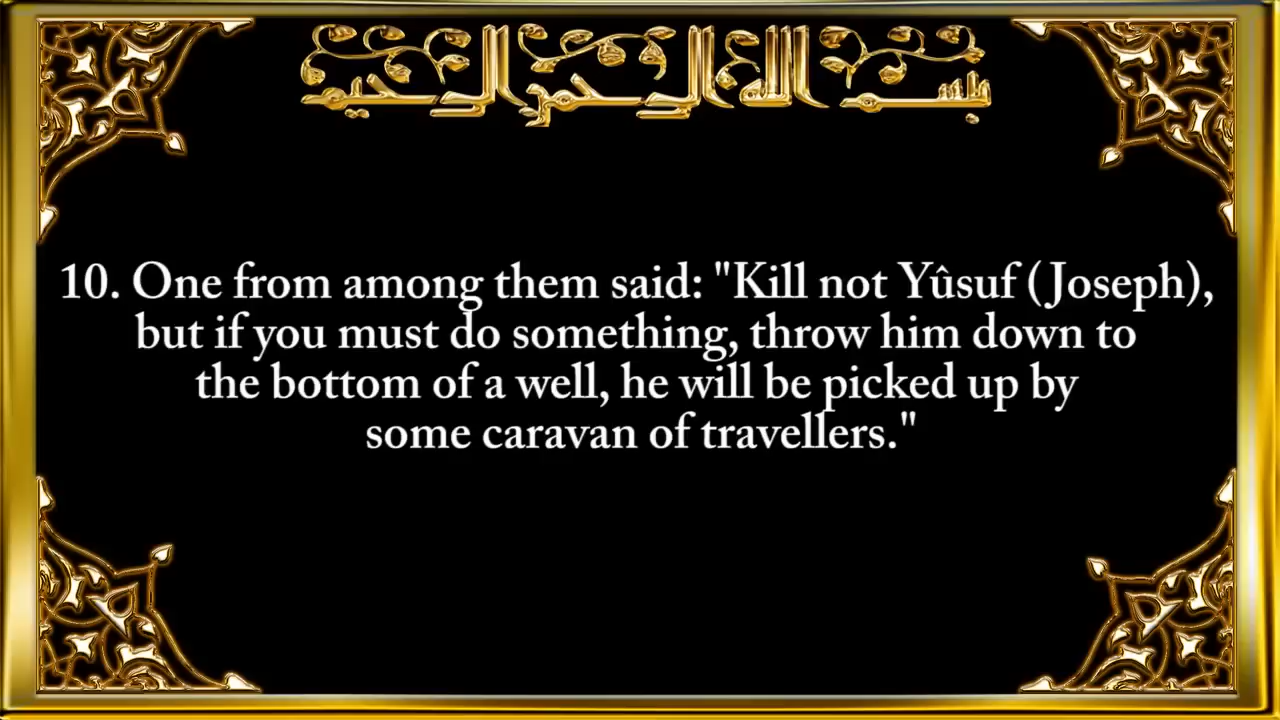 بسم الله الرحمن الرحيم
10. One from among them said: "Kill not Yûsuf (Joseph),
but if you must do something, throw him down to
the bottom of a well, he will be picked up by
some caravan of travellers."